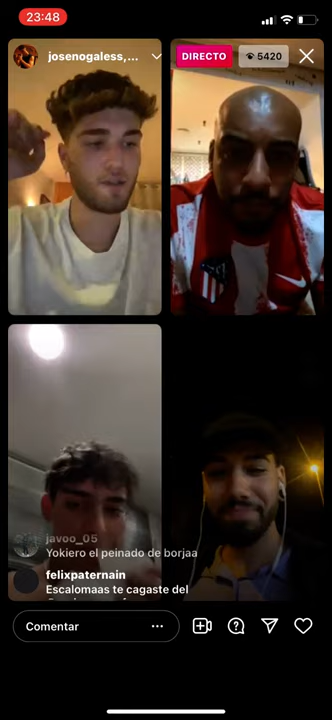 23:48
josenogaless,...
DIRECTO
5420
javoo_05
Yokiero el peinado de borjaa
felixpaternain
Escalomaas te cagaste del
Comentar